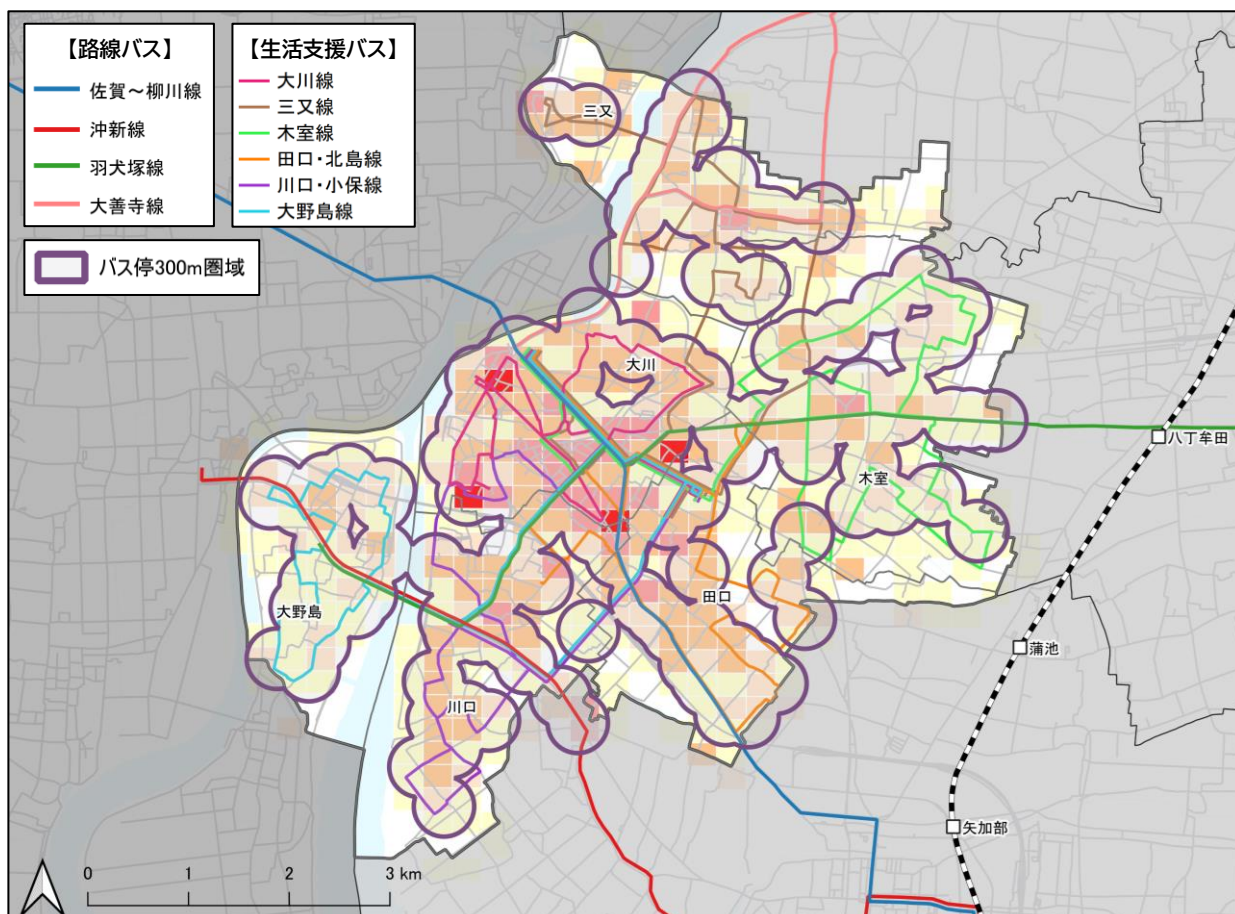 【路線バス】
佐賀~柳川線
沖新線
羽犬塚線
大善寺線
【生活支援バス】
大川線
三又線
木室線
田口・北島線
川口・小保線
大野島線
バス停300m圏域
三又
大川
八丁牟田
木室
大野島
田口
蒲池
川口
矢加部
0 1 2 3 km